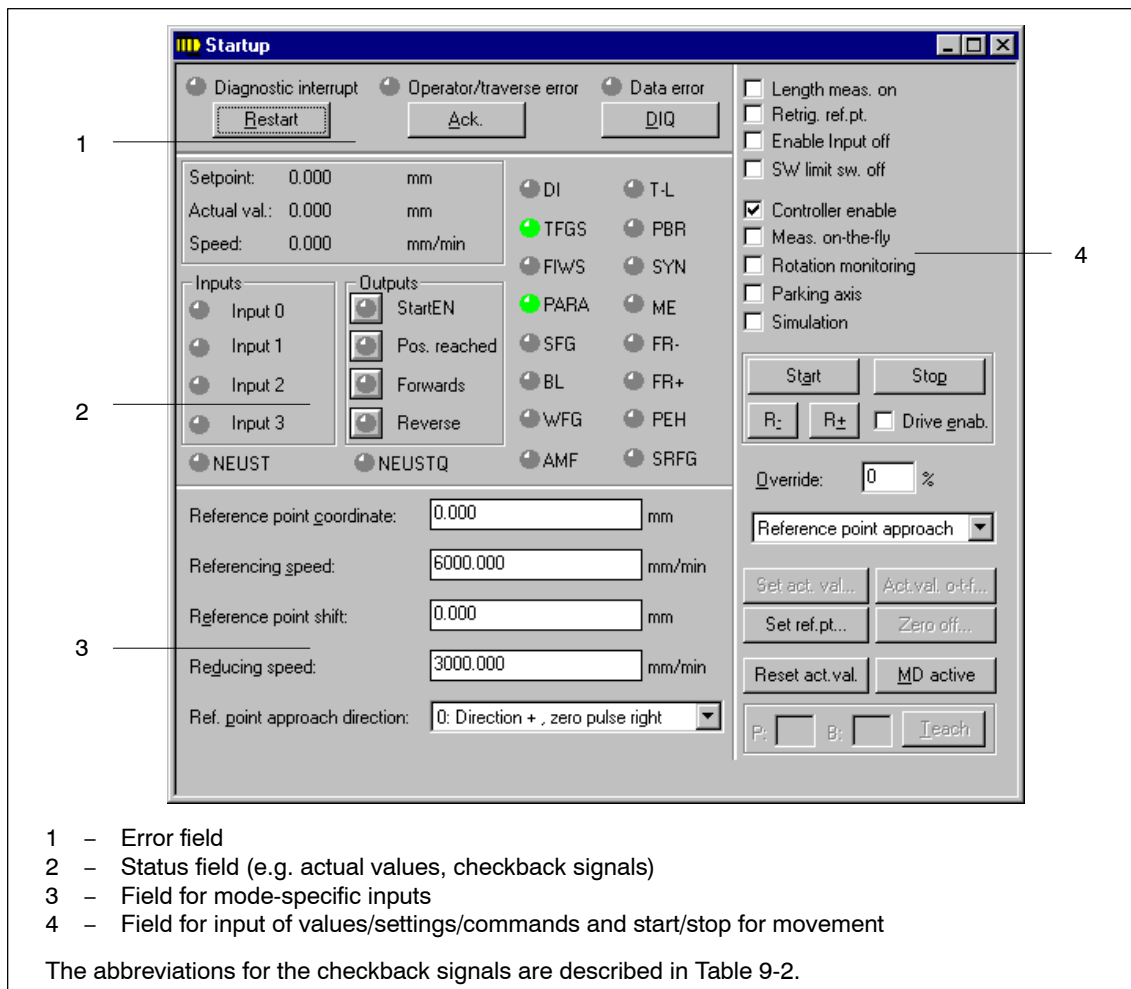 Startup
Diagnostic interrupt Operator/traverse error Data error
Restart Ack. DIQ
1
Setpoint: 0.000 mm
Actual val.: 0.000 mm
Speed: 0.000 mm/min
Inputs
Input 0
Input 1
Input 2
Input 3
2
Outputs
StartEN
Pos. reached
Forwards
Reverse
NEUST NEUSTQ
DI T-L
TFGS PBR
FIWS SYN
PARA ME
SFG FR-
BL FR+
WFG PEH
AMF SRFG
Reference point coordinate: 0.000 mm
Referencing speed: 6000.000 mm/min
Reference point shift: 0.000 mm
3
Reducing speed: 3000.000 mm/min
Ref. point approach direction: 0: Direction + , zero pulse right
Length meas. on
Retrig. ref.pt.
Enable Input off
SW limit sw. off
Controller enable
Meas. on-the-fly
4
Rotation monitoring
Parking axis
Simulation
Start Stop
R- R+ Drive enab.
Override: 0 %
Reference point approach
Set act. val... Act.val. o-t-f...
Set ref.pt... Zero off...
Reset act.val. MD active
P: B: Teach
1 – Error field
2 – Status field (e.g. actual values, checkback signals)
3 – Field for mode-specific inputs
4 – Field for input of values/settings/commands and start/stop for movement
The abbreviations for the checkback signals are described in Table 9-2.